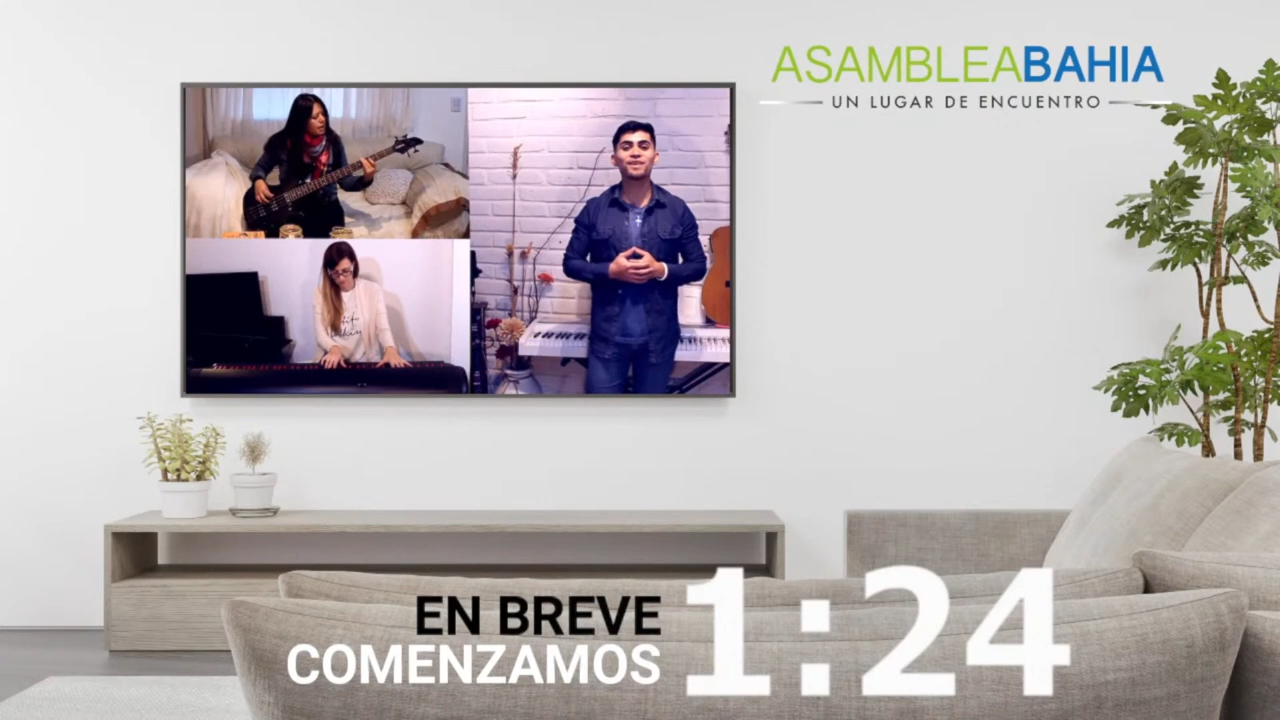 ASAMBLEABAHIA
UN LUGAR DE ENCUENTRO
EN BREVE
COMENZAMOS
1:24